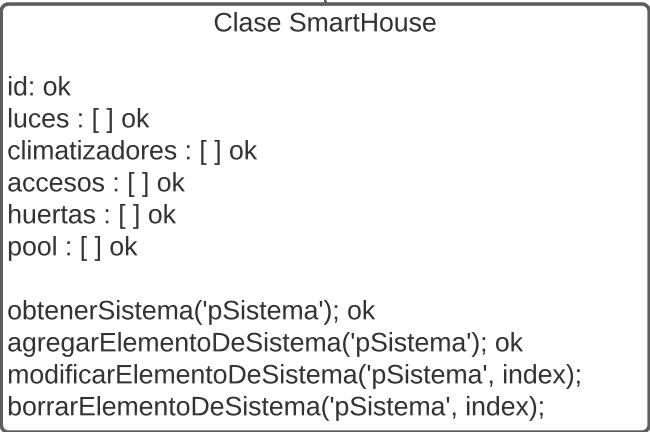 Clase SmartHouse
id: ok
luces : [ ] ok
climatizadores : [ ] ok
accesos : [ ] ok
huertas : [ ] ok
pool : [ ] ok
obtenerSistema('pSistema'); ok
agregarElementoDeSistema('pSistema'); ok
modificarElementoDeSistema('pSistema', index);
borrarElementoDeSistema('pSistema', index);